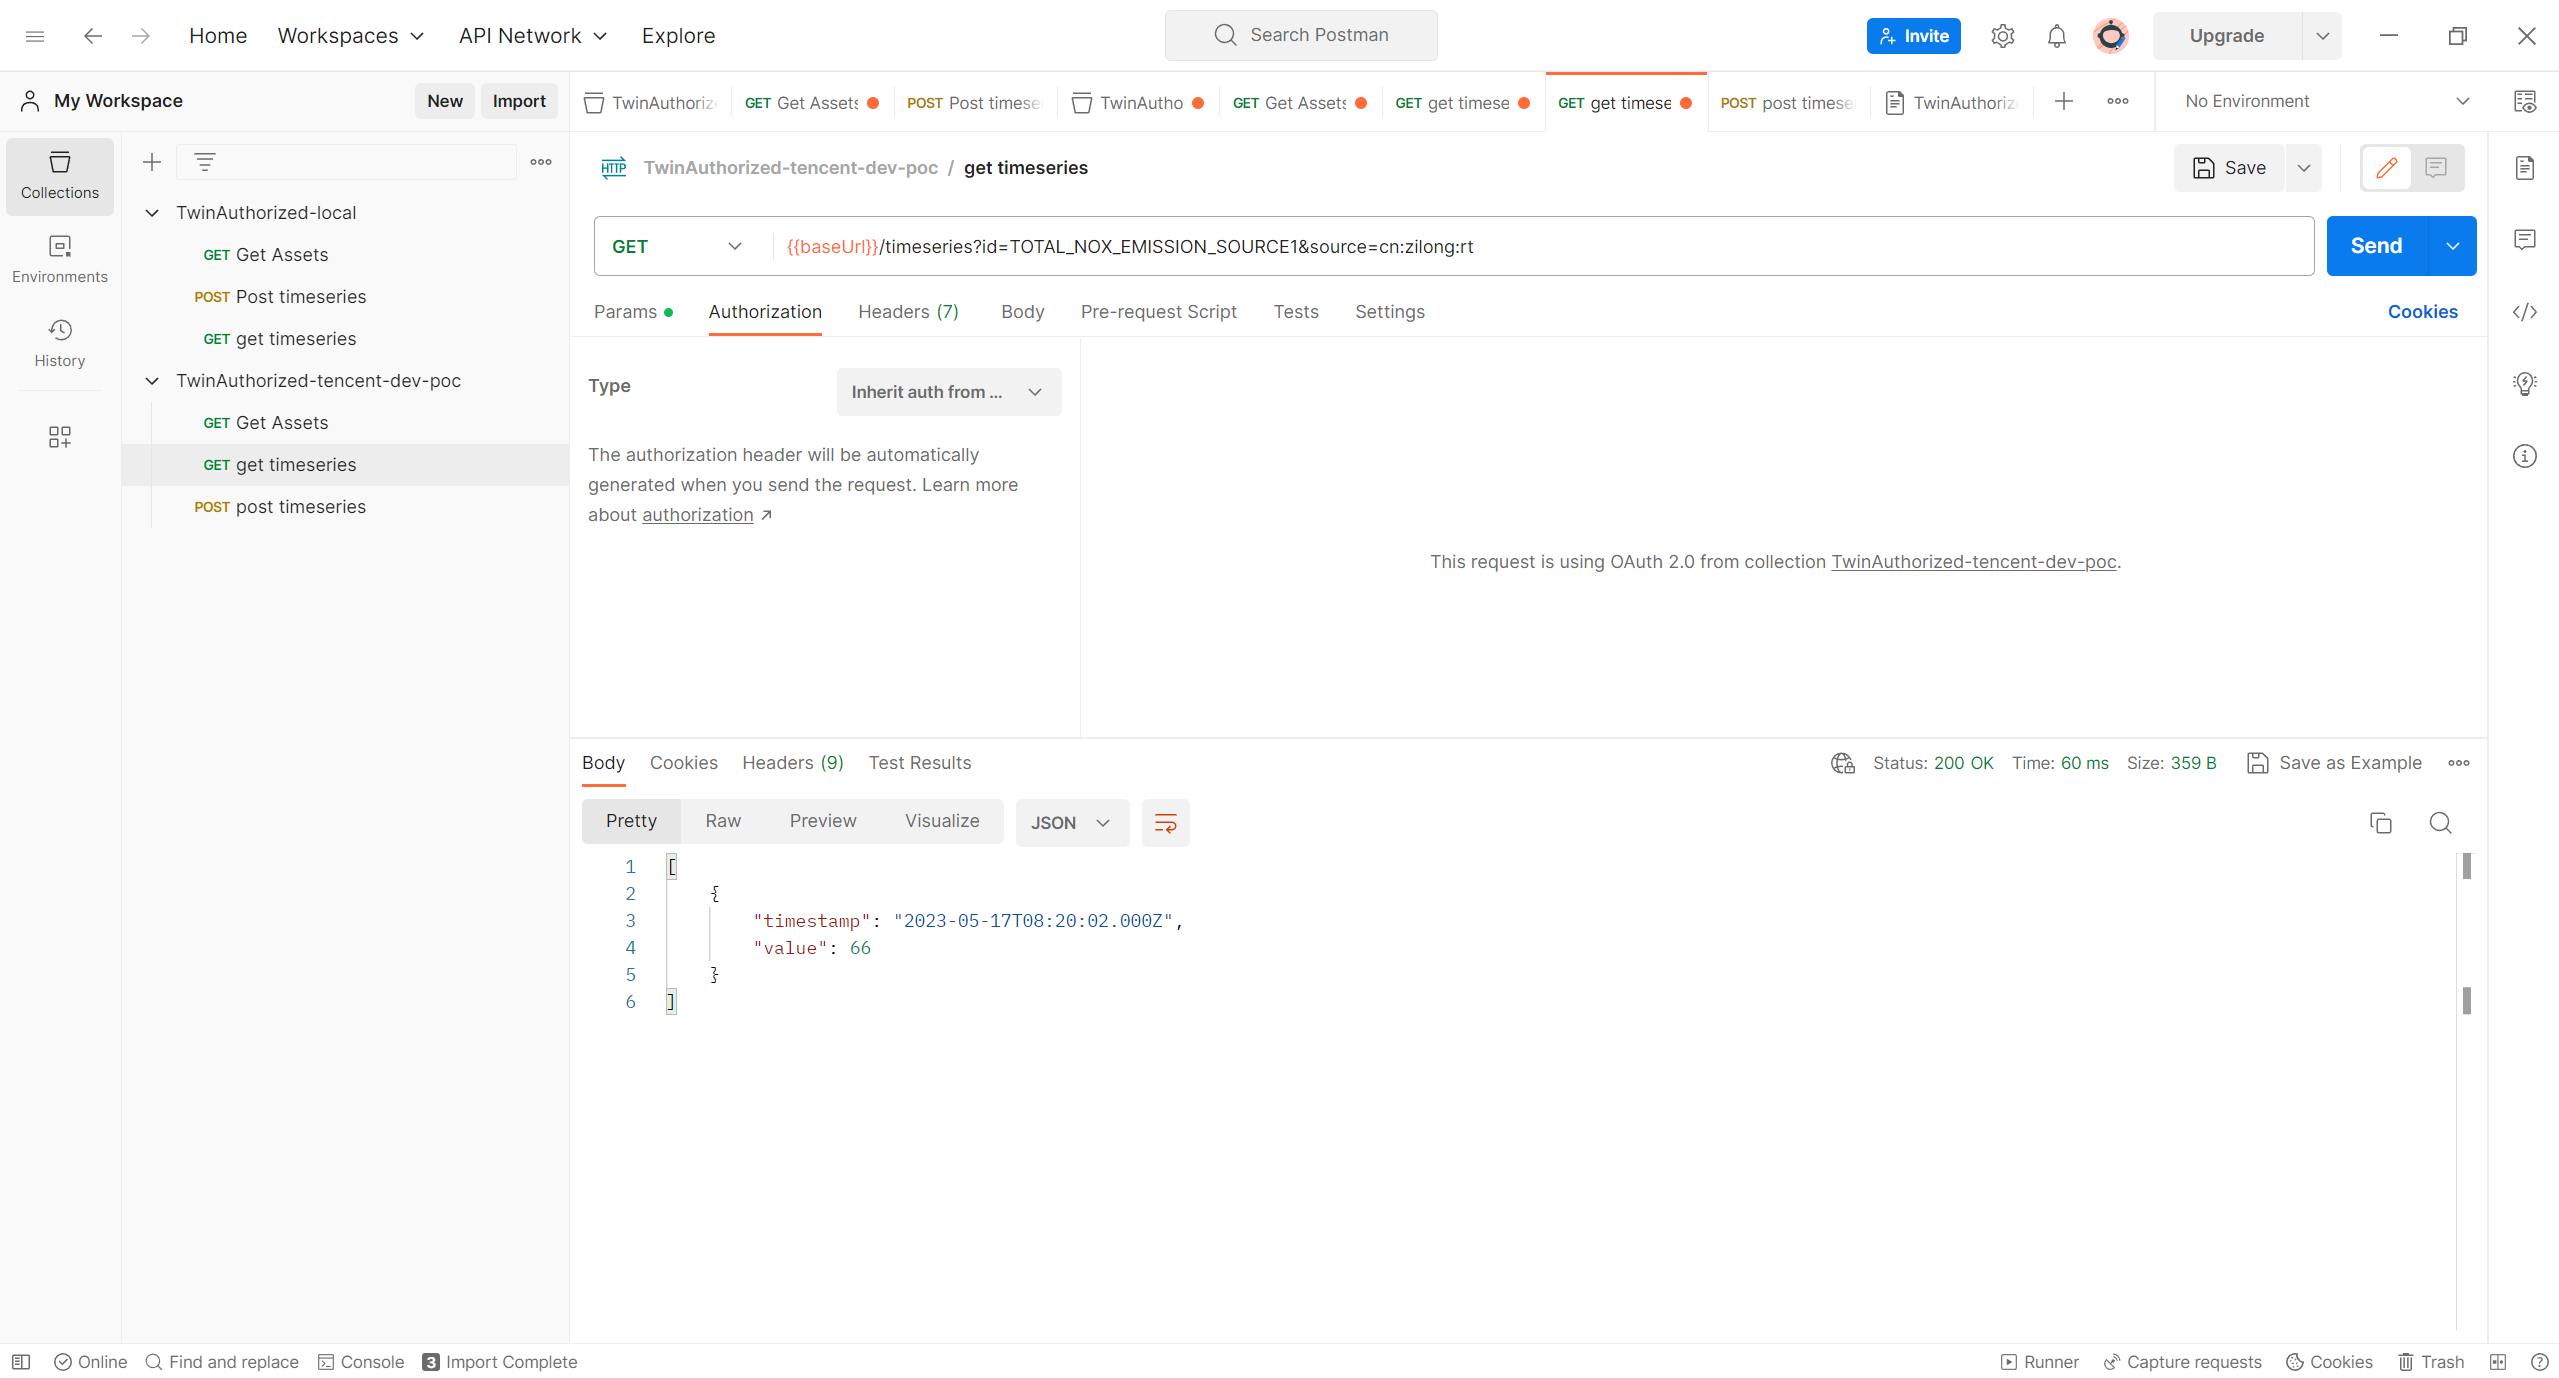 Home
Workspaces
API Network
Explore
Search Postman
Invite
Upgrade
My Workspace
New
Import
TwinAuthoriz
GET Get Assets
POST Post timese
TwinAutho
GET Get Assets
GET get timese
GET get timese
POST post timese
TwinAuthoriz
No Environment
Collections
Environments
History
TwinAuthorized-local
GET Get Assets
POST Post timeseries
GET get timeseries
TwinAuthorized-tencent-dev-poc
GET Get Assets
GET get timeseries
POST post timeseries
HTTP TwinAuthorized-tencent-dev-poc / get timeseries
Save
GET
{{baseUrl}}/timeseries?id=TOTAL_NOX_EMISSION_SOURCE1&source=cn:zilong:rt
Send
Params
Authorization
Headers (7)
Body
Pre-request Script
Tests
Settings
Cookies
Type
Inherit auth from ...
The authorization header will be automatically
generated when you send the request. Learn more
about authorization ↗
This request is using OAuth 2.0 from collection TwinAuthorized-tencent-dev-poc.
Body
Cookies
Headers (9)
Test Results
Status: 200 OK
Time: 60 ms
Size: 359 B
Save as Example
Pretty
Raw
Preview
Visualize
JSON
1 [
2 {
3 "timestamp": "2023-05-17T08:20:02.000Z",
4 "value": 66
5 }
6 ]
Online
Find and replace
Console
3 Import Complete
Runner
Capture requests
Cookies
Trash